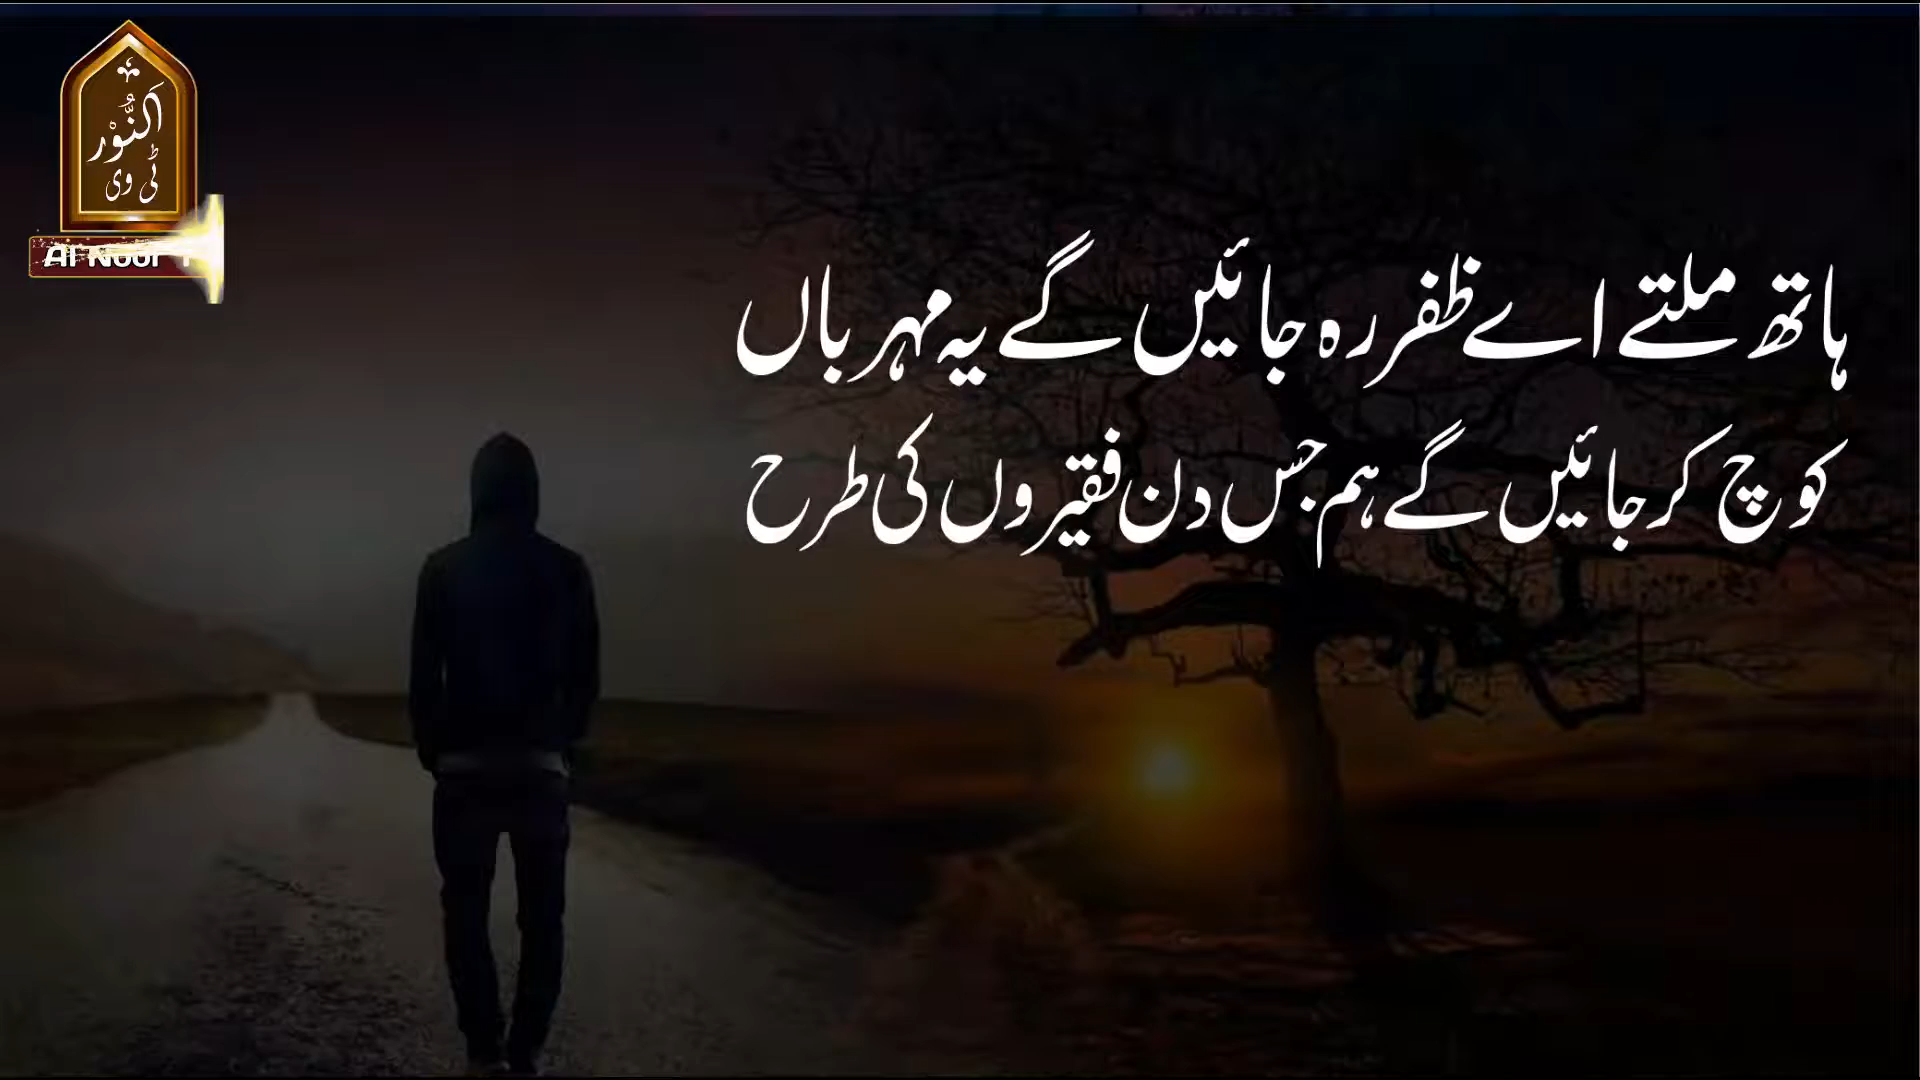 اَلنُّوْر
ٹی وی
Al Noor T
ہاتھ ملتے اے ظفر رہ جائیں گے یہ مہرباں
کوچ کر جائیں گے ہم جس دن فقیروں کی طرح